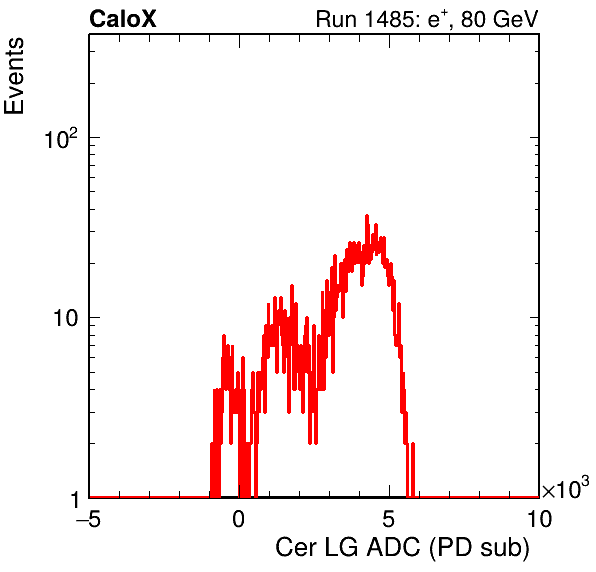 CaloX Run 1485: e⁺, 80 GeV
Events
10²
10
1
−5 0 5 10
×10³
Cer LG ADC (PD sub)